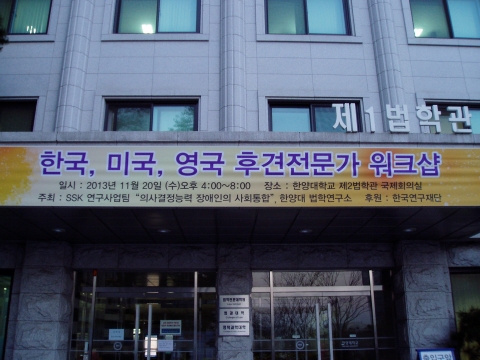 제1법학관
한국, 미국, 영국 후견전문가 워크샵
일시 : 2013년 11월 20일 (수)오후 4:00~8:00 장소 : 한양대학교 제2법학관 국제회의실
주최 : SSK 연구사업팀 "의사결정능력 장애인의 사회통합", 한양대 법학연구소 후원 : 한국연구재단